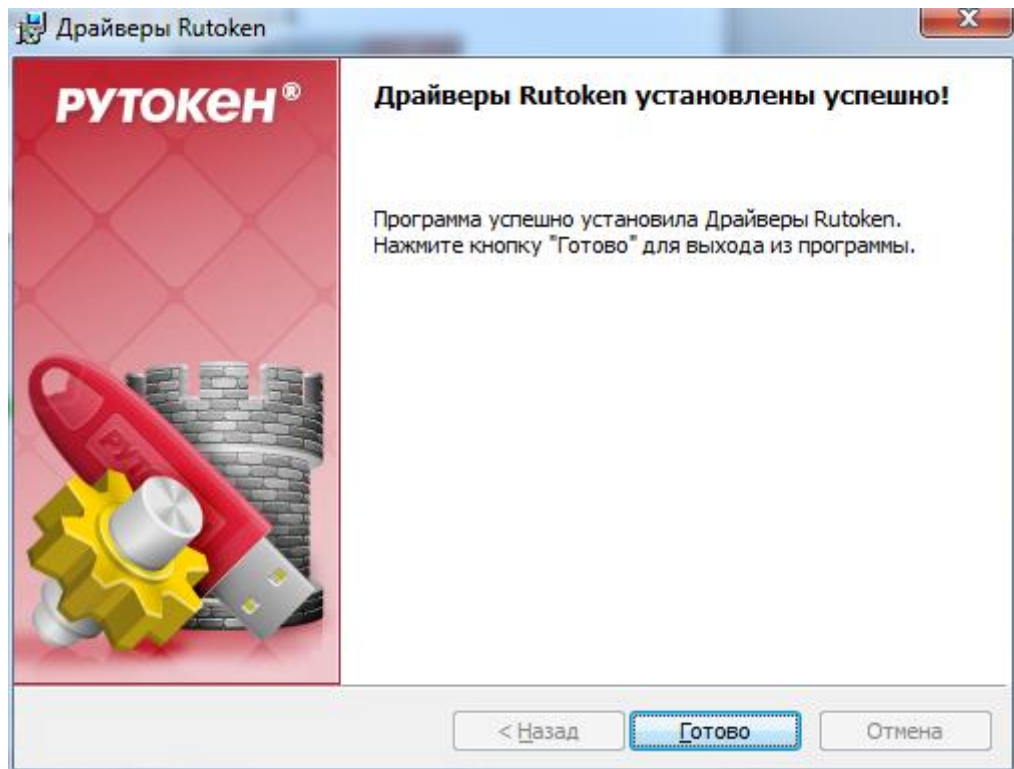 Драйверы Rutoken
РУТОКЕН®
Драйверы Rutoken установлены успешно!
Программа успешно установила Драйверы Rutoken.
Нажмите кнопку "Готово" для выхода из программы.
< Назад
Готово
Отмена